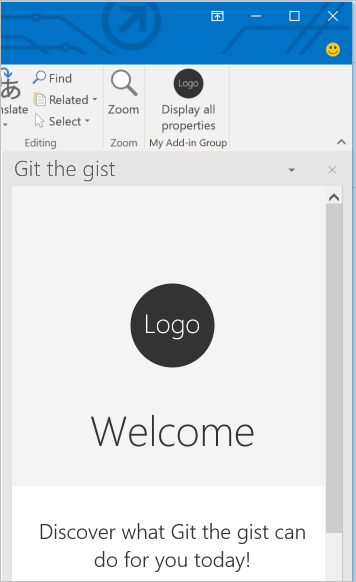 Find
nslate
Related
Select
Editing
Zoom
Zoom
Logo
Display all
properties
My Add-in Group
Git the gist
Logo
Welcome
Discover what Git the gist can
do for you today!